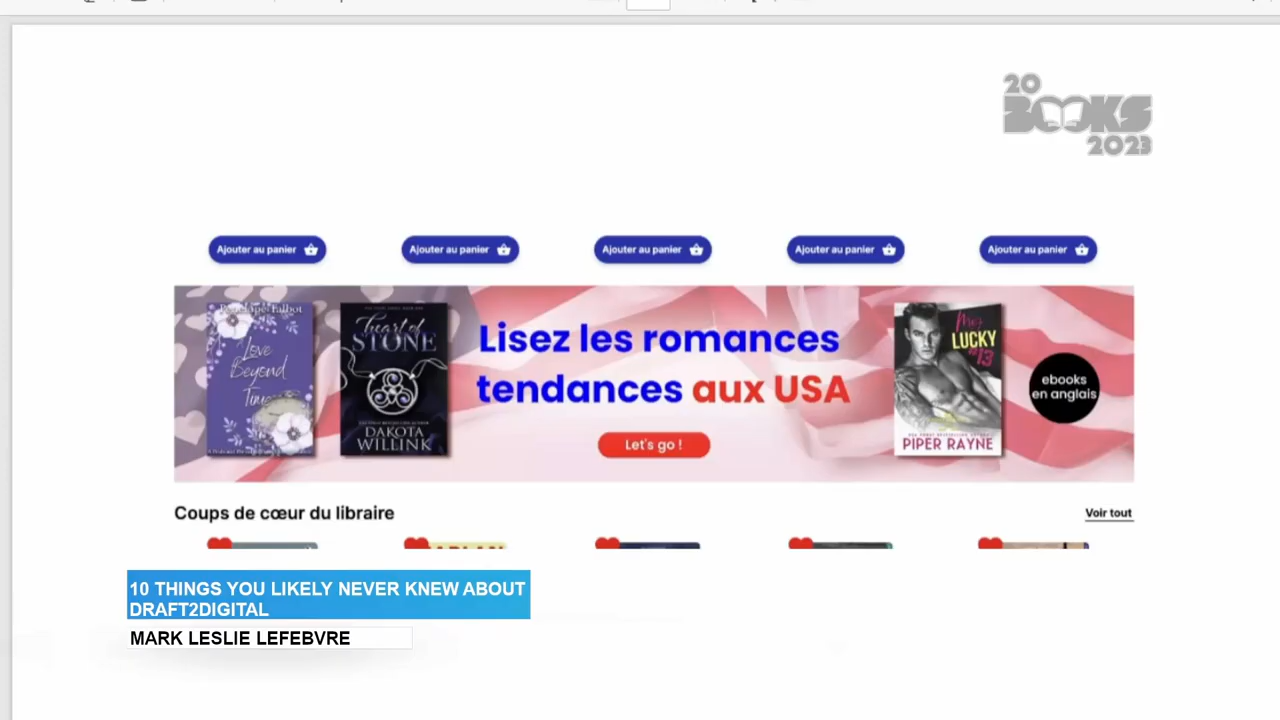 20
BOOKS
2023
Ajouter au panier Ajouter au panier Ajouter au panier Ajouter au panier Ajouter au panier
Penelope Talbot
Love
Beyond
Time
heart of
STONE
DAKOTA
WILLINK
Lisez les romances
tendances aux USA
Let's go !
My
LUCKY
#13
PIPER RAYNE
ebooks
en anglais
Coups de cœur du libraire
Voir tout
10 THINGS YOU LIKELY NEVER KNEW ABOUT
DRAFT2DIGITAL
MARK LESLIE LEFEBVRE